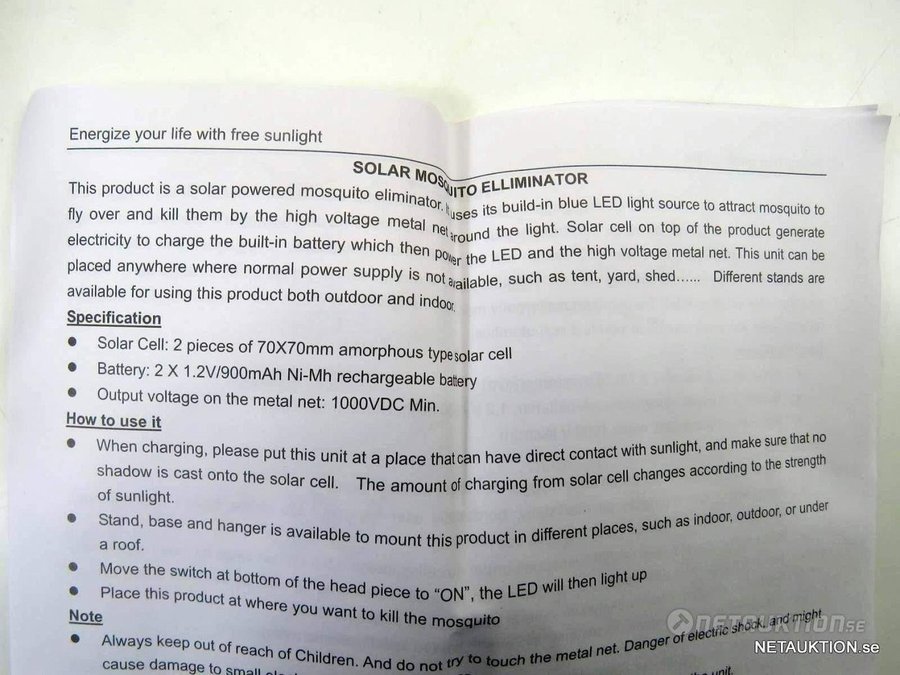 Energize your life with free sunlight
SOLAR MOSQUITO ELLIMINATOR
This product is a solar powered mosquito eliminator. It uses its build-in blue LED light source to attract mosquito to
fly over and kill them by the high voltage metal net around the light. Solar cell on top of the product generate
electricity to charge the built-in battery which then power the LED and the high voltage metal net. This unit can be
placed anywhere where normal power supply is not available, such as tent, yard, shed...... Different stands are
available for using this product both outdoor and indoor.
Specification
● Solar Cell: 2 pieces of 70X70mm amorphous type solar cell
● Battery: 2 X 1.2V/900mAh Ni-Mh rechargeable battery
● Output voltage on the metal net: 1000VDC Min.
How to use it
● When charging, please put this unit at a place that can have direct contact with sunlight, and make sure that no
shadow is cast onto the solar cell. The amount of charging from solar cell changes according to the strength
of sunlight.
● Stand, base and hanger is available to mount this product in different places, such as indoor, outdoor, or under
a roof.
● Move the switch at bottom of the head piece to “ON”, the LED will then light up
● Place this product at where you want to kill the mosquito
Note
● Always keep out of reach of Children. And do not try to touch the metal net. Danger of electric shock, and might
cause damage to small the unit.
NETAUKTION.SE
NETAUKTION.se